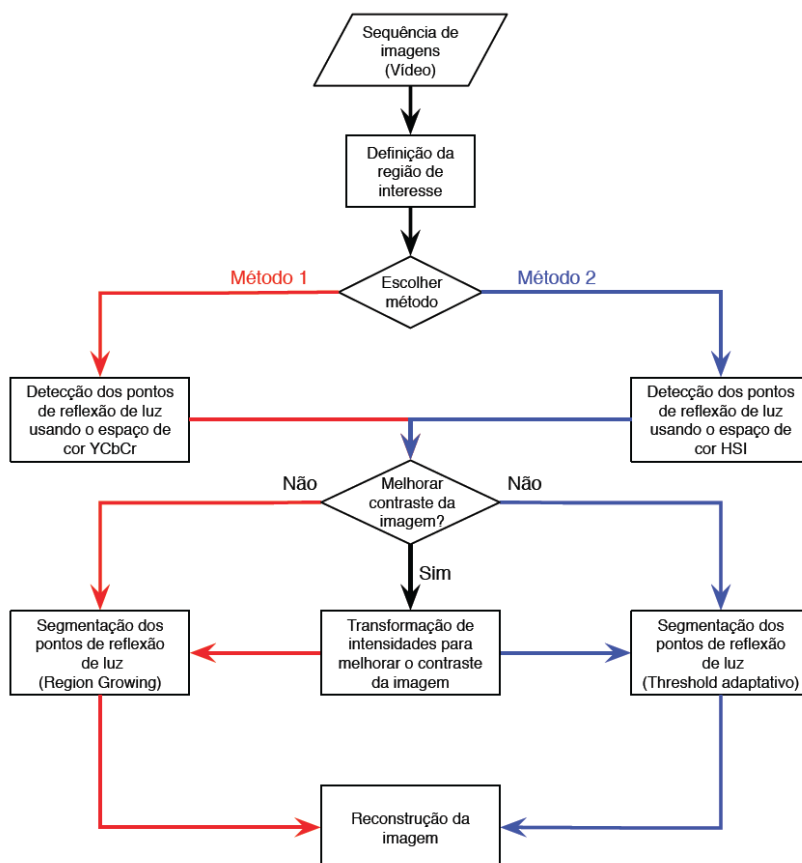 Sequência de
imagens
(Vídeo)
Definição da
região de
interesse
Método 1
Escolher
método
Método 2
Detecção dos pontos
de reflexão de luz
usando o espaço de
cor YCbCr
Detecção dos pontos
de reflexão de luz
usando o espaço de
cor HSI
Não
Melhorar
contraste da
imagem?
Não
Sim
Segmentação dos
pontos de reflexão
de luz
(Region Growing)
Transformação de
intensidades para
melhorar o contraste
da imagem
Segmentação dos
pontos de reflexão
de luz
(Threshold adaptativo)
Reconstrução da
imagem